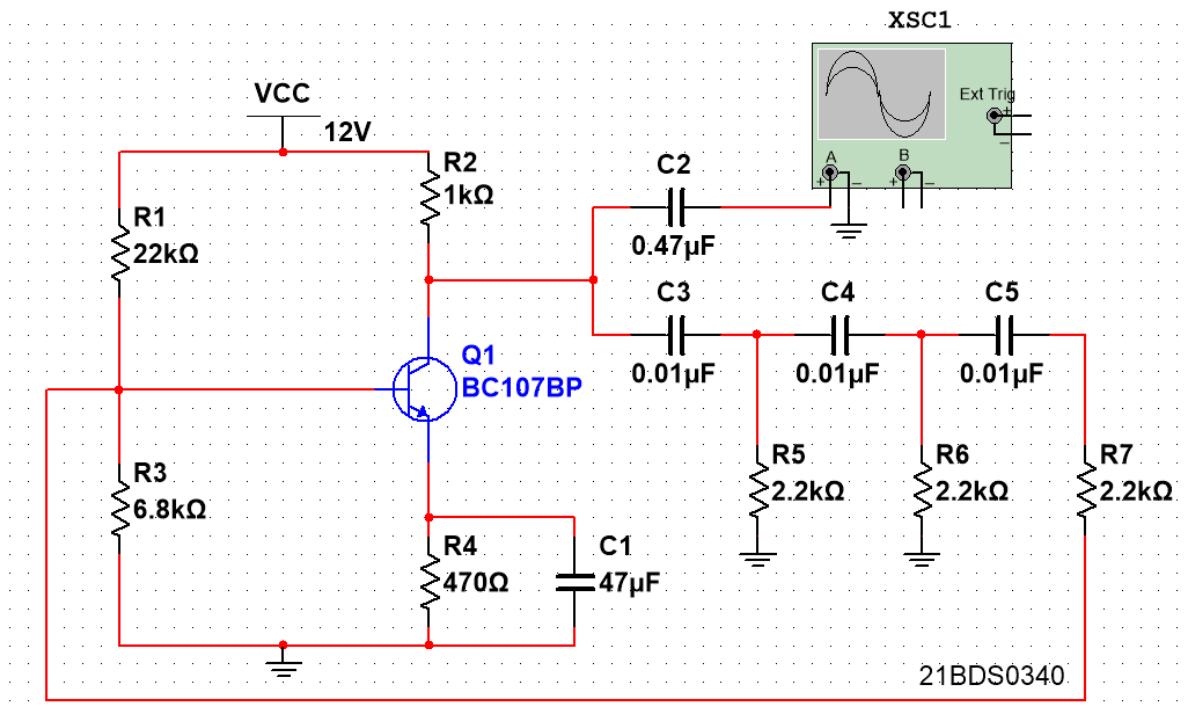 XSC1
Ext Trig
+
−
A
B
+
−
+
−
VCC
12V
R1
22kΩ
R2
1kΩ
C2
0.47µF
C3
0.01µF
C4
0.01µF
C5
0.01µF
Q1
BC107BP
R3
6.8kΩ
R4
470Ω
C1
47µF
R5
2.2kΩ
R6
2.2kΩ
R7
2.2kΩ
21BDS0340